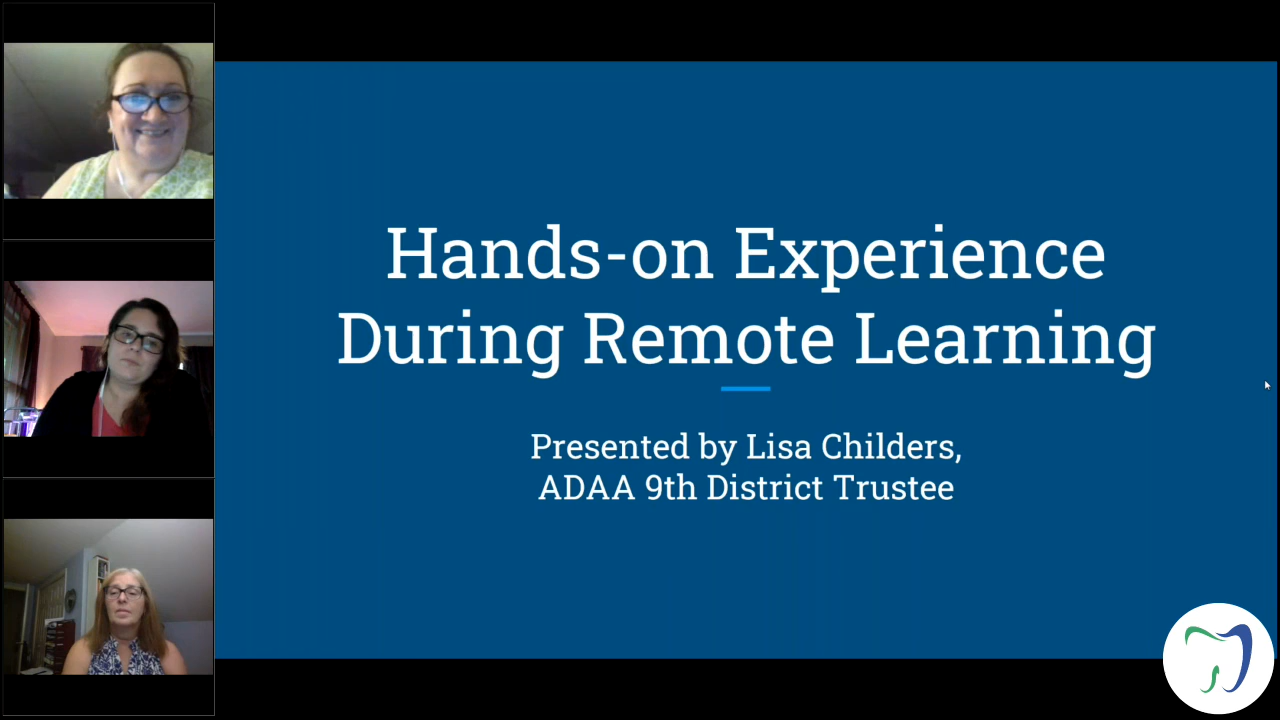 Hands-on Experience
During Remote Learning
Presented by Lisa Childers,
ADAA 9th District Trustee